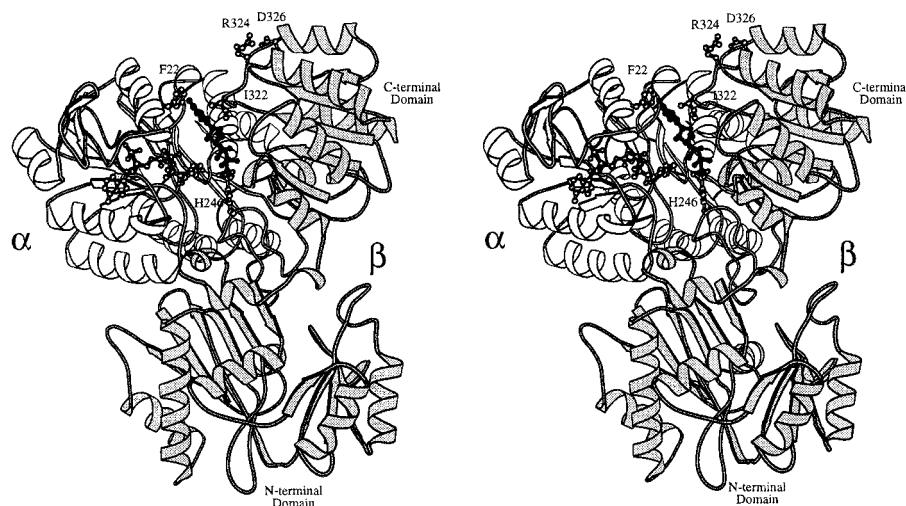 R324 D326
F22
C-terminal
Domain
I322
H246
α
β
N-terminal
Domain
R324 D326
F22
C-termina
Domain
I322
H246
α
β
N-terminal
Domain